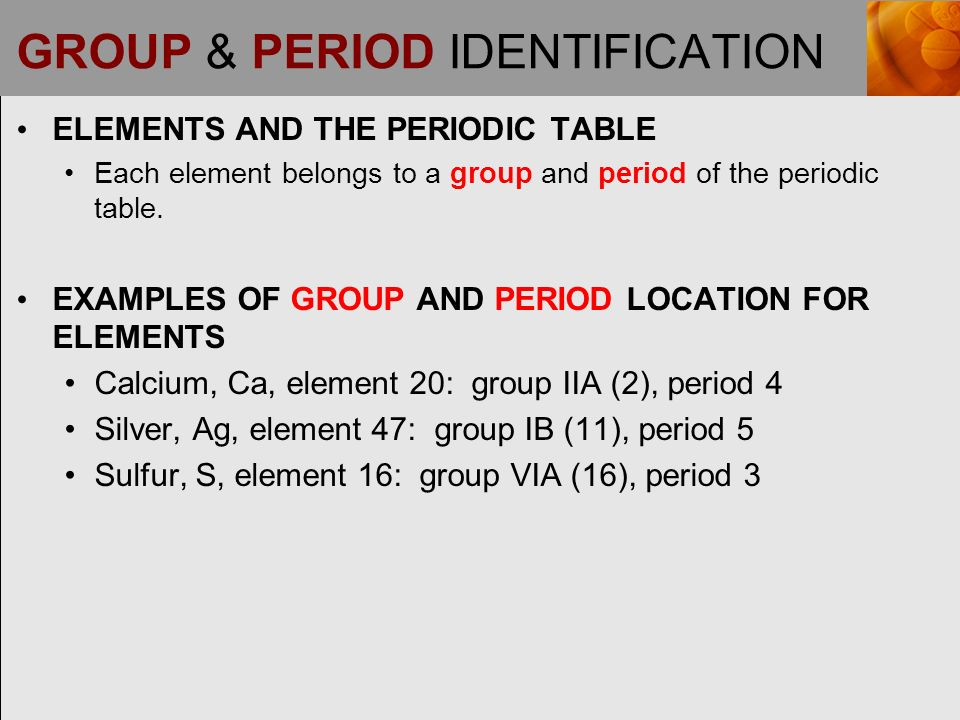 GROUP & PERIOD IDENTIFICATION
• ELEMENTS AND THE PERIODIC TABLE
• Each element belongs to a group and period of the periodic
table.
• EXAMPLES OF GROUP AND PERIOD LOCATION FOR
ELEMENTS
• Calcium, Ca, element 20: group IIA (2), period 4
• Silver, Ag, element 47: group IB (11), period 5
• Sulfur, S, element 16: group VIA (16), period 3